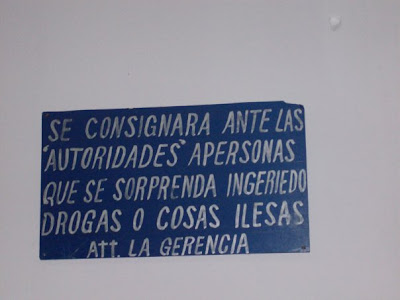 SE CONSIGNARA ANTE LAS
"AUTORIDADES" APERSONAS
QUE SE SORPRENDA INGERIEDO
DROGAS O COSAS ILESAS
Att. LA GERENCIA